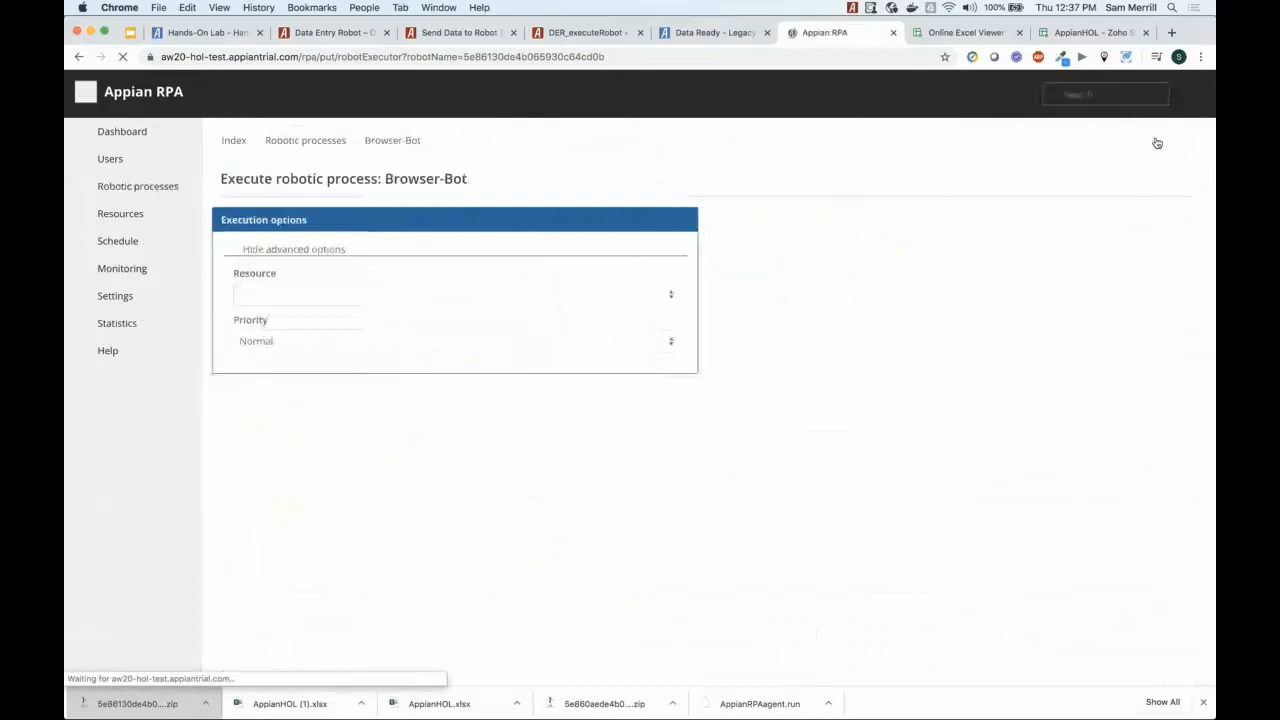 Chrome File Edit View History Bookmarks People Tab Window Help 100% Thu 12:37 PM Sam Merrill
Hands-On Lab - Han Data Entry Robot – O Send Data to Robot DER_executeRobot Data Ready - Legacy Appian RPA Online Excel Viewer AppianHOL - Zoho S
aw20-hol-test.appiantrial.com/rpa/put/robotExecutor?robotName=5e86130de4b065930c64cd0b
Appian RPA
Dashboard
Index Robotic processes Browser-Bot
Users
Execute robotic process: Browser-Bot
Robotic processes
Resources
Execution options
Schedule
Hide advanced options
Monitoring
Resource
Settings
Statistics
Priority
Normal
Help
Waiting for aw20-hol-test.appiantrial.com...
5e86130de4b0....zip AppianHOL (1).xlsx AppianHOL.xlsx 5e860aede4b0....zip AppianRPAagent.run Show All